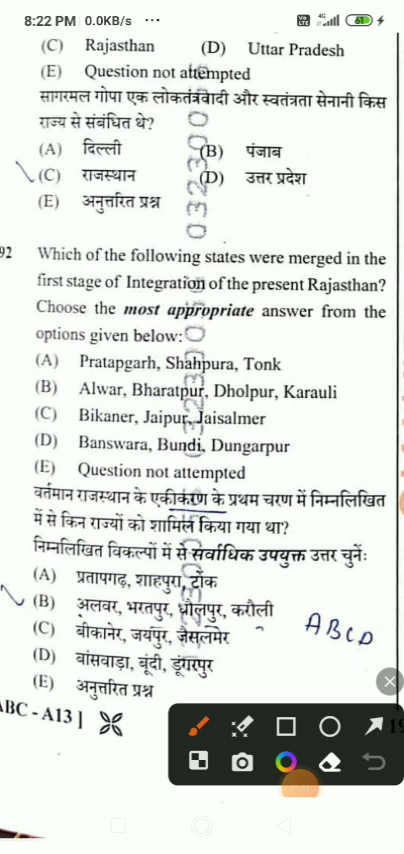 8:22 PM 0.0KB/s ...
4G 61
(C) Rajasthan (D) Uttar Pradesh
(E) Question not attempted
सागरमल गोपा एक लोकतंत्रवादी और स्वतंत्रता सेनानी किस
राज्य से संबंधित थे?
(A) दिल्ली (B) पंजाब
(C) राजस्थान (D) उत्तर प्रदेश
(E) अनुत्तरित प्रश्न
92 Which of the following states were merged in the
first stage of Integration of the present Rajasthan?
Choose the most appropriate answer from the
options given below:
(A) Pratapgarh, Shahpura, Tonk
(B) Alwar, Bharatpur, Dholpur, Karauli
(C) Bikaner, Jaipur, Jaisalmer
(D) Banswara, Bundi, Dungarpur
(E) Question not attempted
वर्तमान राजस्थान के एकीकरण के प्रथम चरण में निम्नलिखित
में से किन राज्यों को शामिल किया गया था?
निम्नलिखित विकल्पों में से सर्वाधिक उपयुक्त उत्तर चुनें:
(A) प्रतापगढ़, शाहपुरा, टोंक
(B) अलवर, भरतपुर, धौलपुर, करौली
(C) बीकानेर, जयपुर, जैसलमेर
ABCD
(D) बांसवाड़ा, बूंदी, डूंगरपुर
(E) अनुत्तरित प्रश्न
ABC - A13 ]